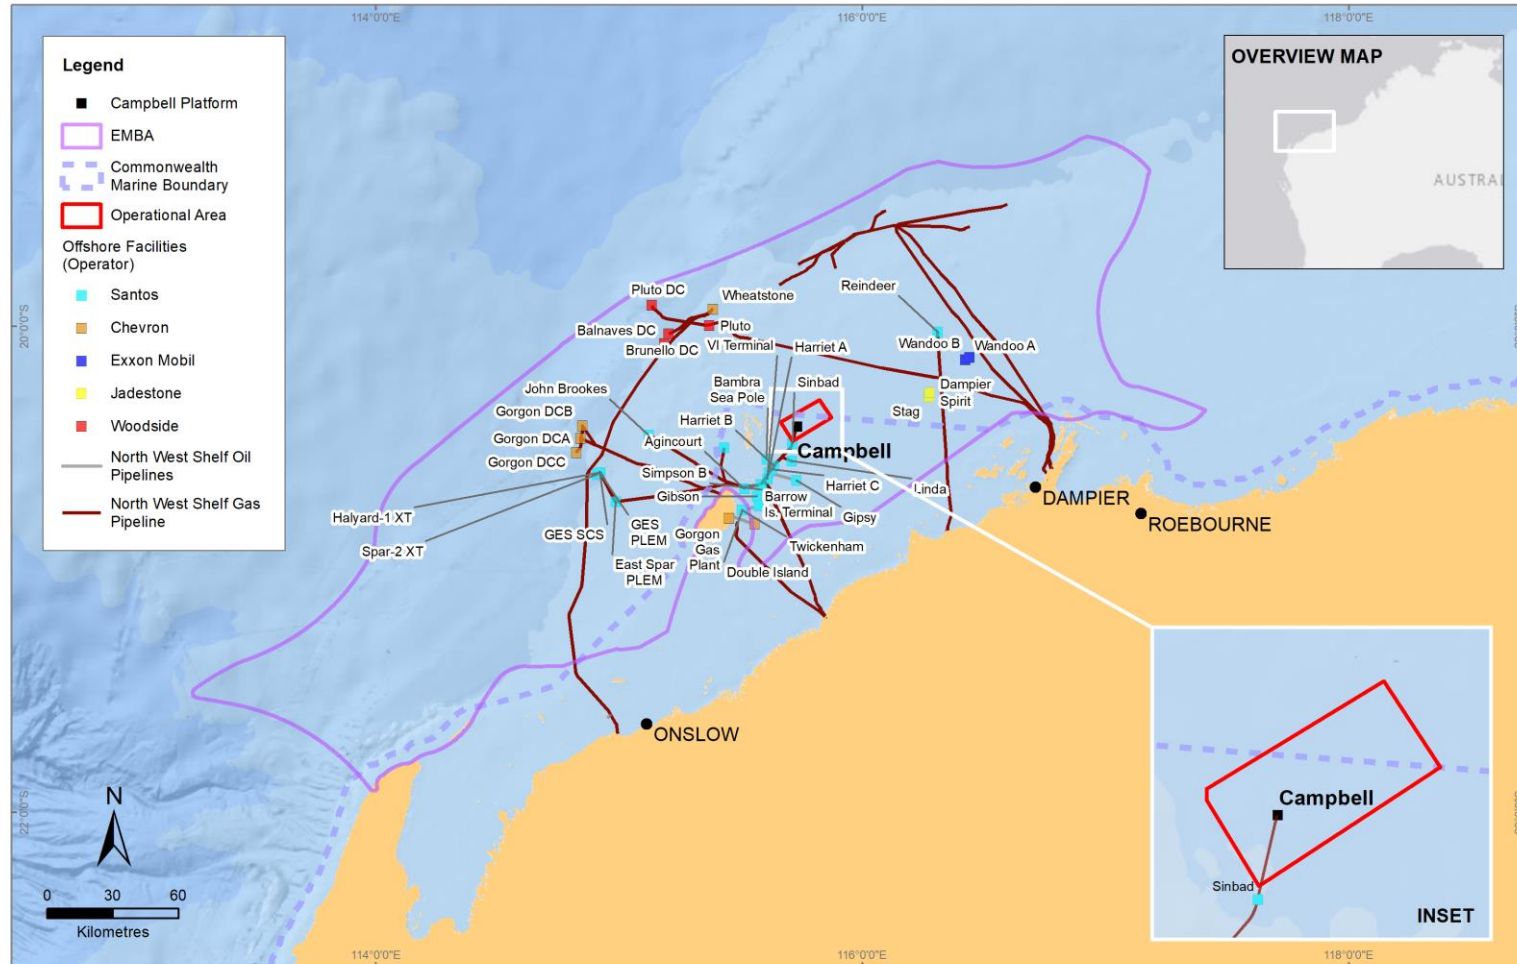 114°0'0"E
116°0'0"E
118°0'0"E
Legend
Campbell Platform
EMBA
Commonwealth
Marine Boundary
Operational Area
Offshore Facilities
(Operator)
Santos
Chevron
Exxon Mobil
Jadestone
Woodside
North West Shelf Oil
Pipelines
North West Shelf Gas
Pipeline
OVERVIEW MAP
AUSTRAL
20°0'0"S
Pluto DC
Wheatstone
Reindeer
Balnaves DC
Pluto
Brunello DC
VI Terminal
Harriet A
Wandoo B
Wandoo A
John Brookes
Bambra
Sea Pole
Sinbad
Dampier
Spirit
Stag
Gorgon DCB
Harriet B
Gorgon DCA
Agincourt
Campbell
Gorgon DCC
Simpson B
Harriet C
Linda
Gibson
Barrow
Is. Terminal
Gipsy
Halyard-1 XT
Spar-2 XT
GES SCS
GES
PLEM
Gorgon
Gas
Plant
Twickenham
East Spar
PLEM
Double Island
DAMPIER
ROEBOURNE
ONSLOW
22°0'0"S
N
0
30
60
Kilometres
Campbell
Sinbad
INSET
114°0'0"E
116°0'0"E
118°0'0"E